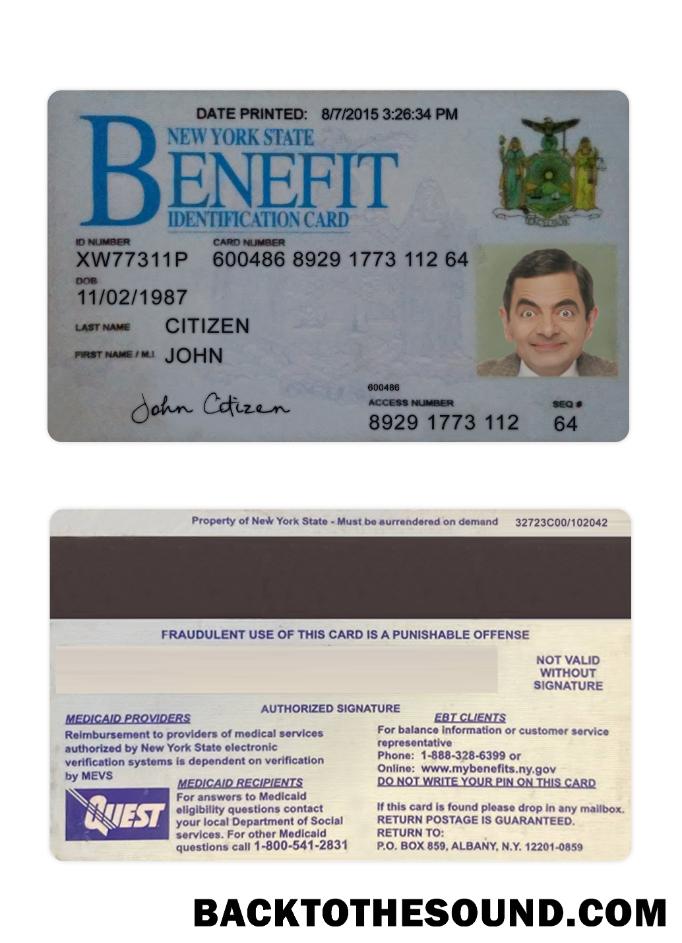 DATE PRINTED: 8/7/2015 3:26:34 PM
NEW YORK STATE
BENEFIT
IDENTIFICATION CARD
ID NUMBER CARD NUMBER
XW77311P 600486 8929 1773 112 64
DOB
11/02/1987
LAST NAME CITIZEN
FIRST NAME / M.I. JOHN
John Citizen
600486
ACCESS NUMBER SEQ #
8929 1773 112 64
Property of New York State - Must be surrendered on demand 32723C00/102042
FRAUDULENT USE OF THIS CARD IS A PUNISHABLE OFFENSE
NOT VALID
WITHOUT
SIGNATURE
AUTHORIZED SIGNATURE
MEDICAID PROVIDERS
Reimbursement to providers of medical services
authorized by New York State electronic
verification systems is dependent on verification
by MEVS
QUEST
MEDICAID RECIPIENTS
For answers to Medicaid
eligibility questions contact
your local Department of Social
services. For other Medicaid
questions call 1-800-541-2831
EBT CLIENTS
For balance information or customer service
representative
Phone: 1-888-328-6399 or
Online: www.mybenefits.ny.gov
DO NOT WRITE YOUR PIN ON THIS CARD
If this card is found please drop in any mailbox.
RETURN POSTAGE IS GUARANTEED.
RETURN TO:
P.O. BOX 859, ALBANY, N.Y. 12201-0859
BACKTOTHESOUND.COM